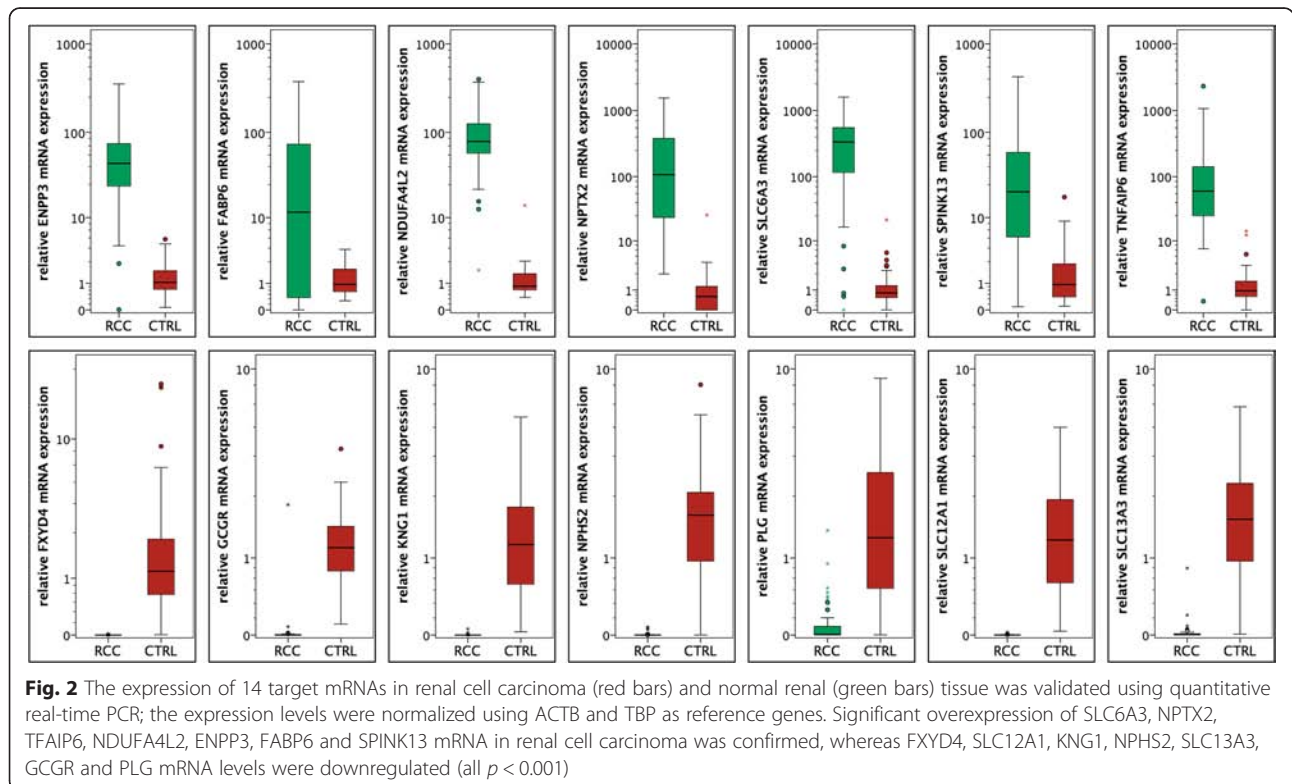 relative ENPP3 mRNA expression
1000
100
10
1
0
RCC CTRL
relative FABP6 mRNA expression
1000
100
10
1
0
RCC CTRL
relative NDUFA4L2 mRNA expression
1000
100
10
1
0
RCC CTRL
relative NPTX2 mRNA expression
10000
1000
100
10
1
0
RCC CTRL
relative SLC6A3 mRNA expression
10000
1000
100
10
1
0
RCC CTRL
relative SPINK13 mRNA expression
1000
100
10
1
0
RCC CTRL
relative TNFAIP6 mRNA expression
10000
1000
100
10
1
0
RCC CTRL
relative FXYD4 mRNA expression
10
1
0
RCC CTRL
relative GCGR mRNA expression
10
1
0
RCC CTRL
relative KNG1 mRNA expression
10
1
0
RCC CTRL
relative NPHS2 mRNA expression
10
1
0
RCC CTRL
relative PLG mRNA expression
10
1
0
RCC CTRL
relative SLC12A1 mRNA expression
10
1
0
RCC CTRL
relative SLC13A3 mRNA expression
10
1
0
RCC CTRL
Fig. 2 The expression of 14 target mRNAs in renal cell carcinoma (red bars) and normal renal (green bars) tissue was validated using quantitative
real-time PCR; the expression levels were normalized using ACTB and TBP as reference genes. Significant overexpression of SLC6A3, NPTX2,
TFAIP6, NDUFA4L2, ENPP3, FABP6 and SPINK13 mRNA in renal cell carcinoma was confirmed, whereas FXYD4, SLC12A1, KNG1, NPHS2, SLC13A3,
GCGR and PLG mRNA levels were downregulated (all p < 0.001)